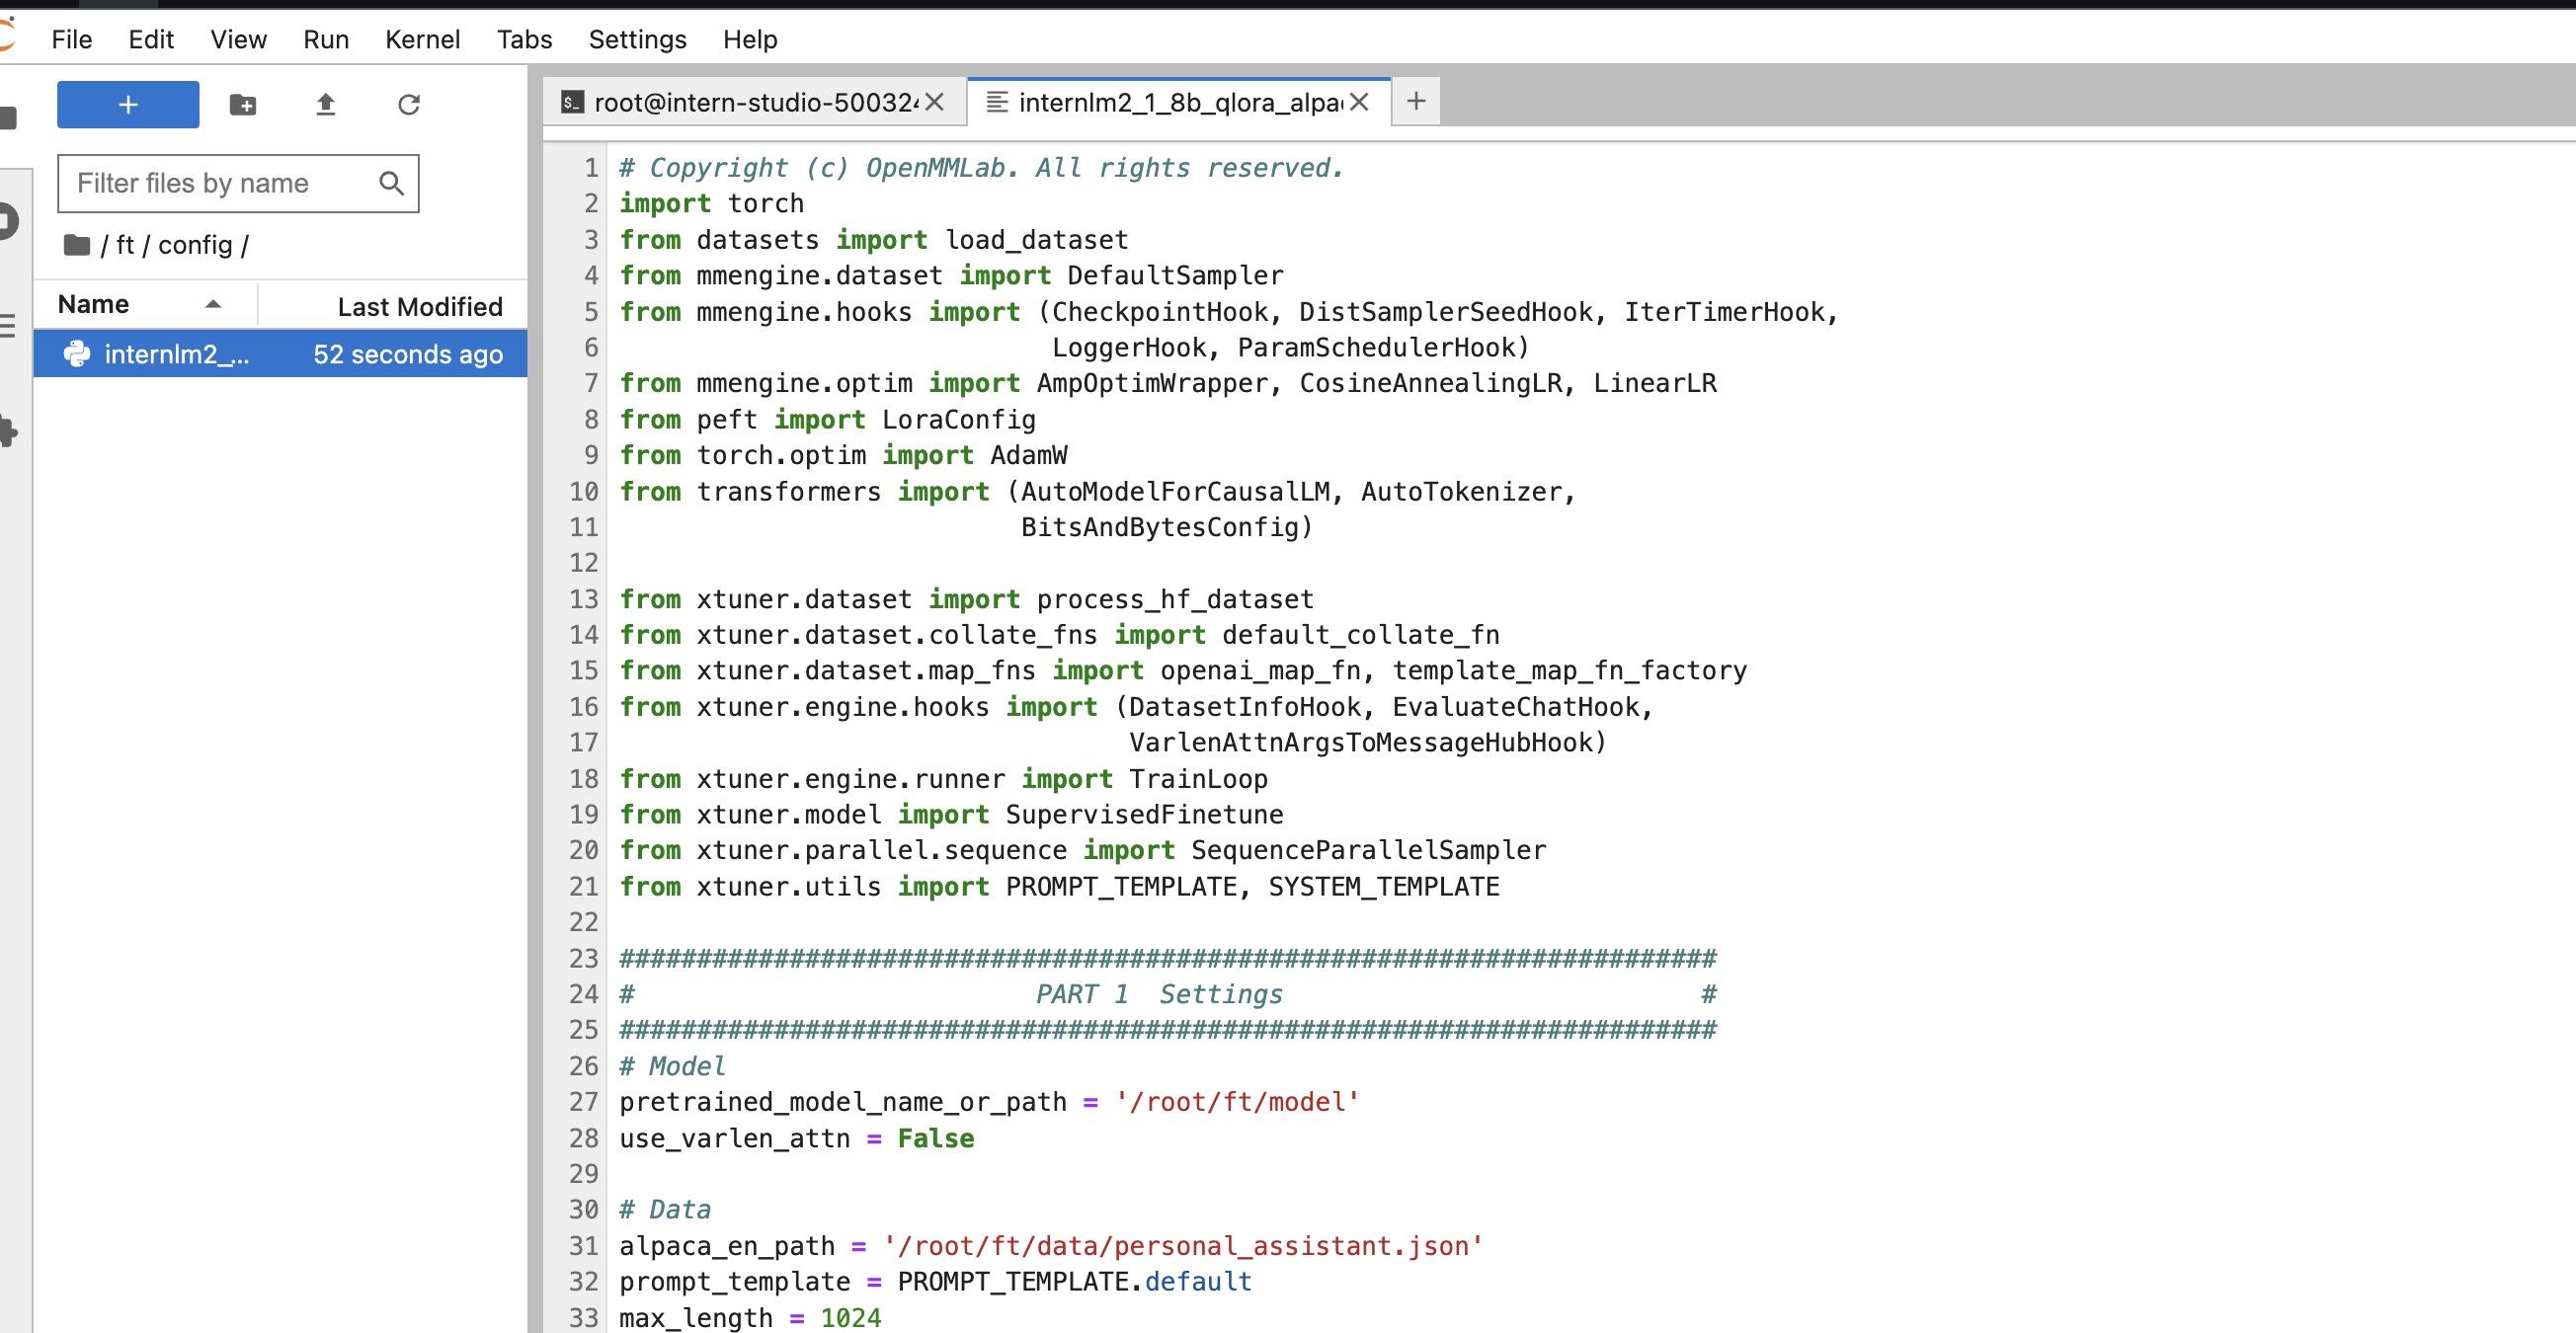 File Edit View Run Kernel Tabs Settings Help
+
Filter files by name
/ ft / config /
Name Last Modified
internlm2_... 52 seconds ago
$_ root@intern-studio-50032
internlm2_1_8b_qlora_alpa
+
1 # Copyright (c) OpenMMLab. All rights reserved.
2 import torch
3 from datasets import load_dataset
4 from mmengine.dataset import DefaultSampler
5 from mmengine.hooks import (CheckpointHook, DistSamplerSeedHook, IterTimerHook,
6                             LoggerHook, ParamSchedulerHook)
7 from mmengine.optim import AmpOptimWrapper, CosineAnnealingLR, LinearLR
8 from peft import LoraConfig
9 from torch.optim import AdamW
10 from transformers import (AutoModelForCausalLM, AutoTokenizer,
11                           BitsAndBytesConfig)
12
13 from xtuner.dataset import process_hf_dataset
14 from xtuner.dataset.collate_fns import default_collate_fn
15 from xtuner.dataset.map_fns import openai_map_fn, template_map_fn_factory
16 from xtuner.engine.hooks import (DatasetInfoHook, EvaluateChatHook,
17                                  VarlenAttnArgsToMessageHubHook)
18 from xtuner.engine.runner import TrainLoop
19 from xtuner.model import SupervisedFinetune
20 from xtuner.parallel.sequence import SequenceParallelSampler
21 from xtuner.utils import PROMPT_TEMPLATE, SYSTEM_TEMPLATE
22
23 #######################################################################
24 #                          PART 1  Settings                           #
25 #######################################################################
26 # Model
27 pretrained_model_name_or_path = '/root/ft/model'
28 use_varlen_attn = False
29
30 # Data
31 alpaca_en_path = '/root/ft/data/personal_assistant.json'
32 prompt_template = PROMPT_TEMPLATE.default
33 max_length = 1024